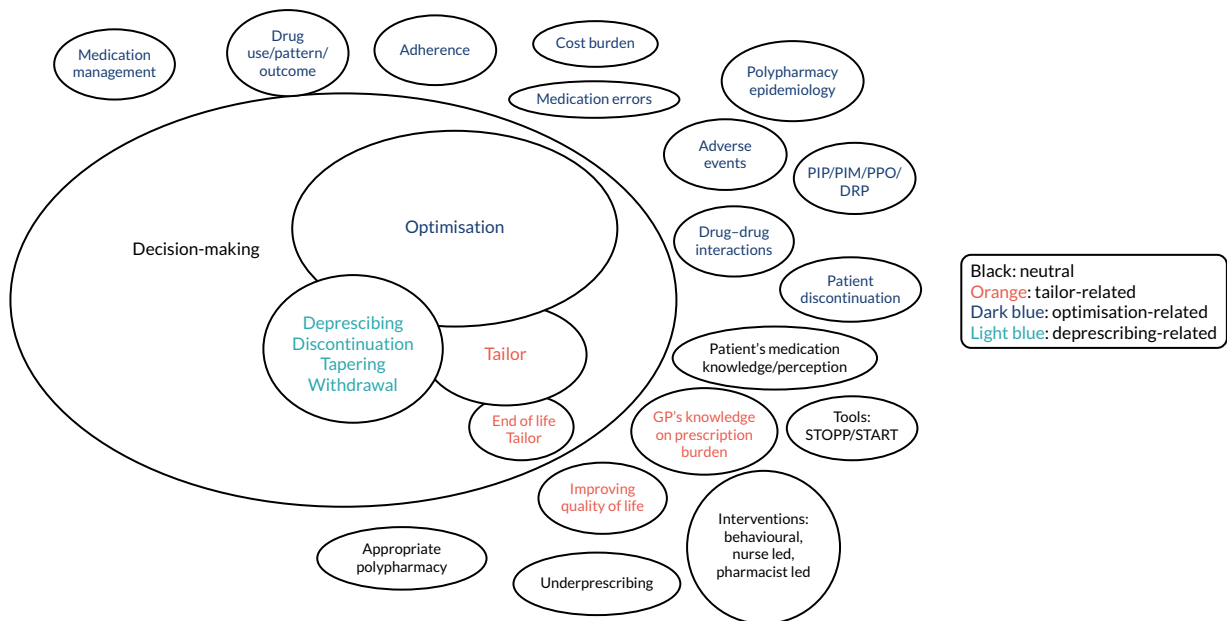 Medication
management
Drug
use/pattern/
outcome
Adherence
Cost burden
Medication errors
Polypharmacy
epidemiology
Adverse
events
PIP/PIM/PPO/
DRP
Optimisation
Decision-making
Drug–drug
interactions
Patient
discontinuation
Deprescibing
Discontinuation
Tapering
Withdrawal
Tailor
End of life
Tailor
Patient’s medication
knowledge/perception
GP’s knowledge
on prescription
burden
Tools:
STOPP/START
Improving
quality of life
Interventions:
behavioural,
nurse led,
pharmacist led
Appropriate
polypharmacy
Underprescribing
Black: neutral
Orange: tailor-related
Dark blue: optimisation-related
Light blue: deprescribing-related